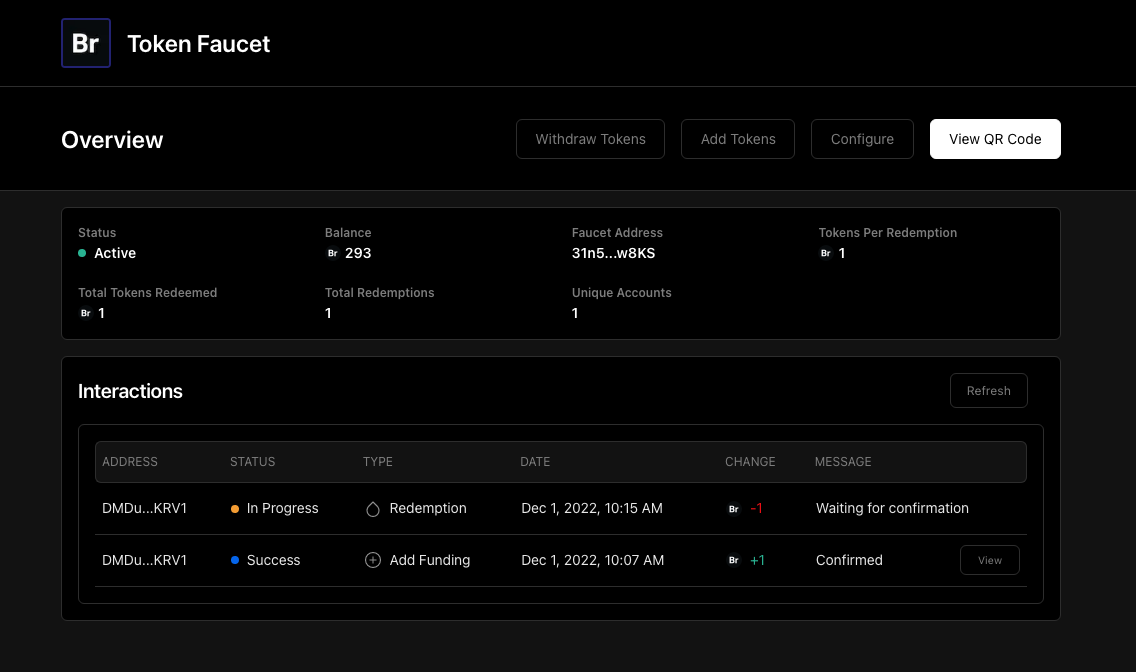 Br Token Faucet
Overview Withdraw Tokens Add Tokens Configure View QR Code
Status Balance Faucet Address Tokens Per Redemption
Active Br 293 31n5...w8KS Br 1
Total Tokens Redeemed Total Redemptions Unique Accounts
Br 1 1 1
Interactions Refresh
ADDRESS STATUS TYPE DATE CHANGE MESSAGE
DMDu...KRV1 In Progress Redemption Dec 1, 2022, 10:15 AM Br -1 Waiting for confirmation
DMDu...KRV1 Success Add Funding Dec 1, 2022, 10:07 AM Br +1 Confirmed View